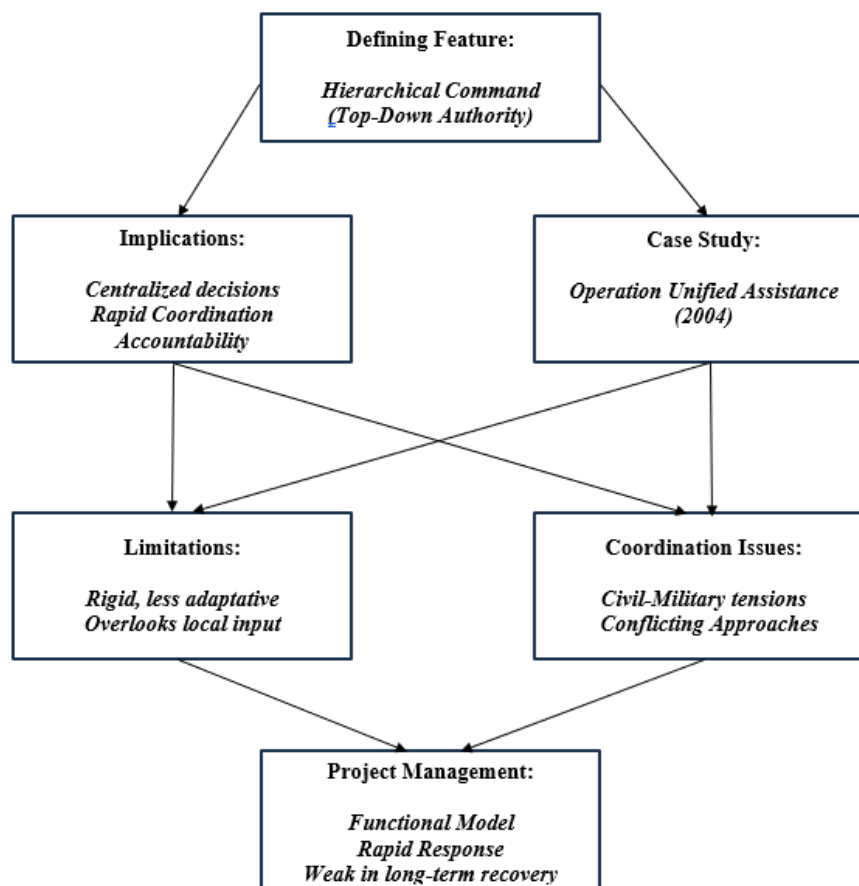 Defining Feature:
Hierarchical Command
(Top-Down Authority)
Implications:
Centralized decisions
Rapid Coordination
Accountability
Case Study:
Operation Unified Assistance
(2004)
Limitations:
Rigid, less adaptative
Overlooks local input
Coordination Issues:
Civil-Military tensions
Conflicting Approaches
Project Management:
Functional Model
Rapid Response
Weak in long-term recovery